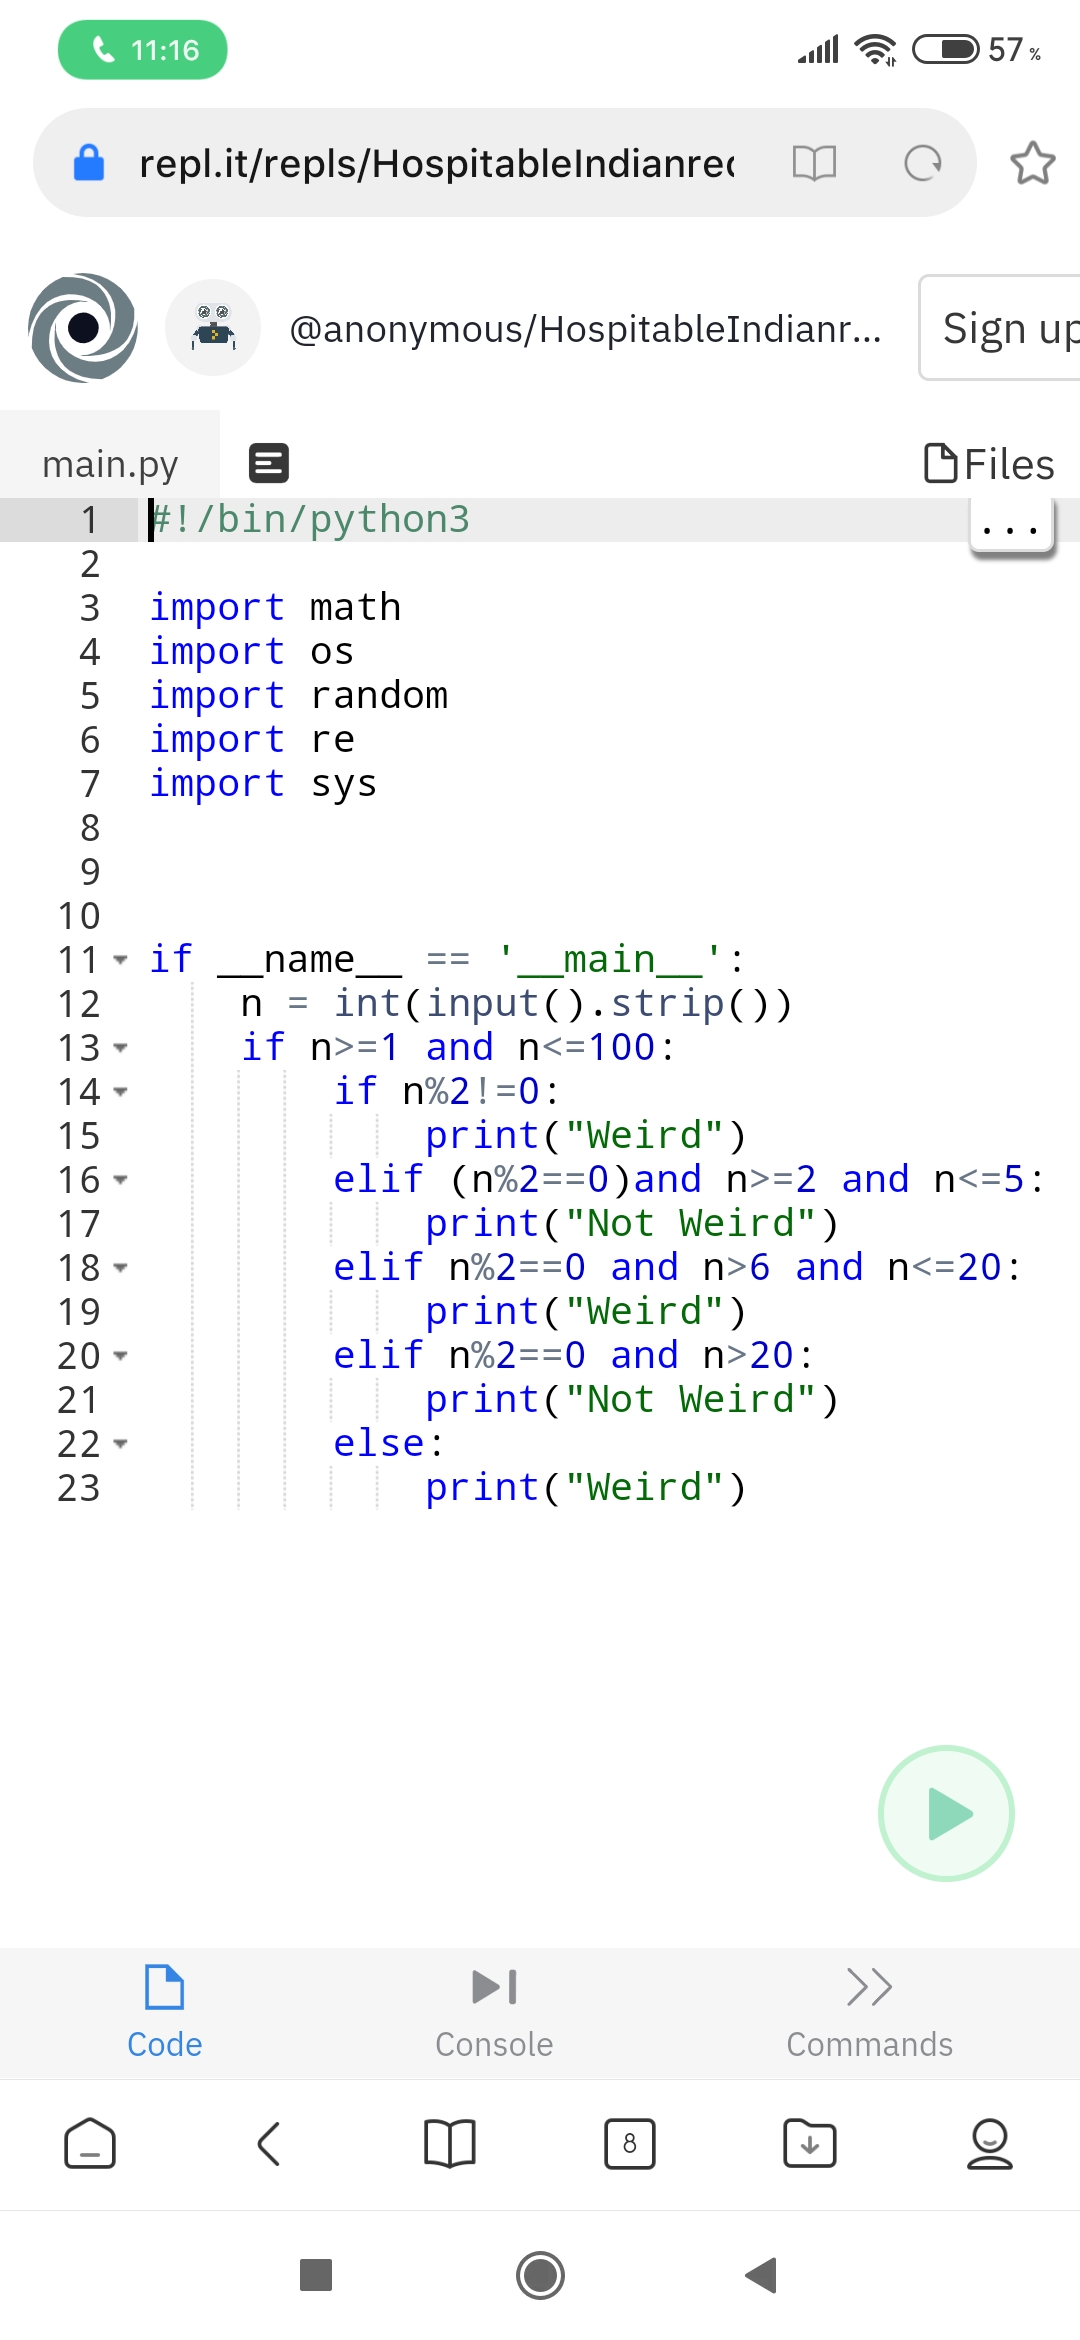 11:16 57 %
repl.it/repls/HospitableIndianred
@anonymous/HospitableIndianr... Sign up
main.py Files
1 #!/bin/python3 ...
2
3 import math
4 import os
5 import random
6 import re
7 import sys
8
9
10
11 if __name__ == '__main__':
12     n = int(input().strip())
13     if n>=1 and n<=100:
14         if n%2!=0:
15             print("Weird")
16         elif (n%2==0)and n>=2 and n<=5:
17             print("Not Weird")
18         elif n%2==0 and n>6 and n<=20:
19             print("Weird")
20         elif n%2==0 and n>20:
21             print("Not Weird")
22         else:
23             print("Weird")
Code Console Commands
8